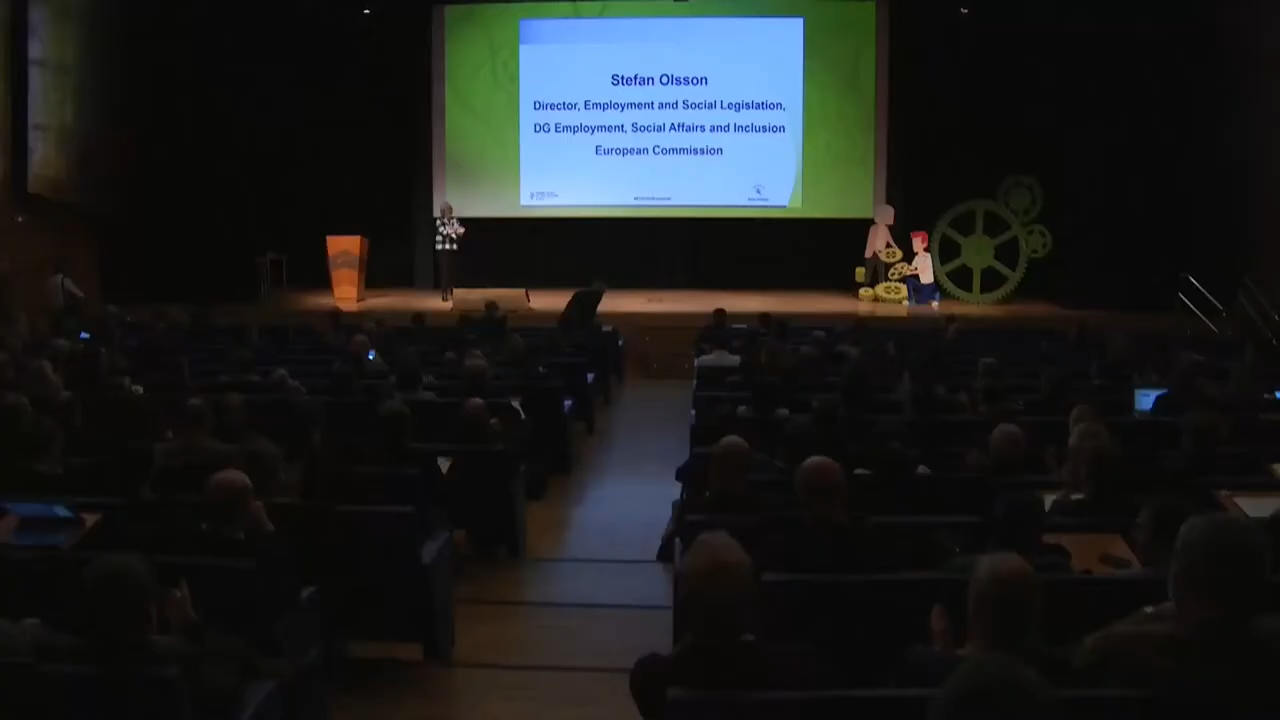 Stefan Olsson
Director, Employment and Social Legislation,
DG Employment, Social Affairs and Inclusion
European Commission